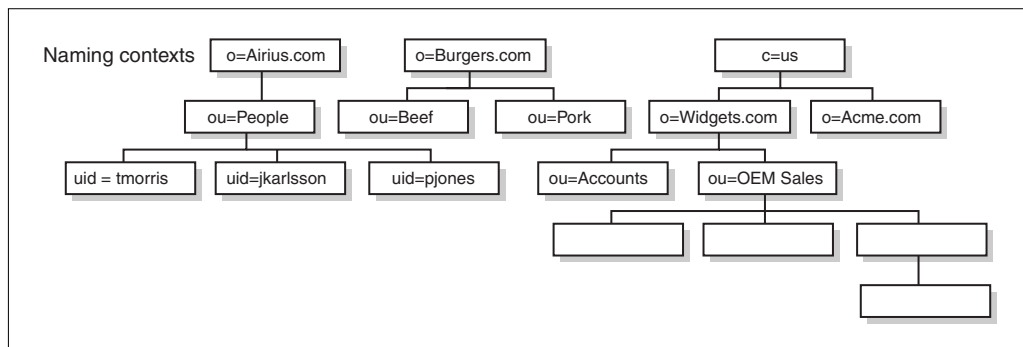 Naming contexts
o=Airius.com
o=Burgers.com
c=us
ou=People
ou=Beef
ou=Pork
o=Widgets.com
o=Acme.com
uid = tmorris
uid=jkarlsson
uid=pjones
ou=Accounts
ou=OEM Sales